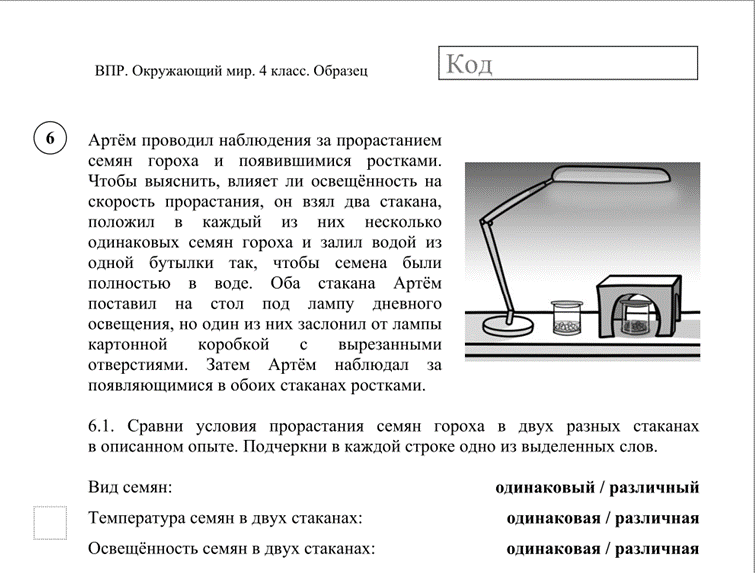 ВПР. Окружающий мир. 4 класс. Образец
Код
6
Артём проводил наблюдения за прорастанием
семян гороха и появившимися ростками.
Чтобы выяснить, влияет ли освещённость на
скорость прорастания, он взял два стакана,
положил в каждый из них несколько
одинаковых семян гороха и залил водой из
одной бутылки так, чтобы семена были
полностью в воде. Оба стакана Артём
поставил на стол под лампу дневного
освещения, но один из них заслонил от лампы
картонной коробкой с вырезанными
отверстиями. Затем Артём наблюдал за
появляющимися в обоих стаканах ростками.
6.1. Сравни условия прорастания семян гороха в двух разных стаканах
в описанном опыте. Подчеркни в каждой строке одно из выделенных слов.
Вид семян: одинаковый / различный
Температура семян в двух стаканах: одинаковая / различная
Освещённость семян в двух стаканах: одинаковая / различная